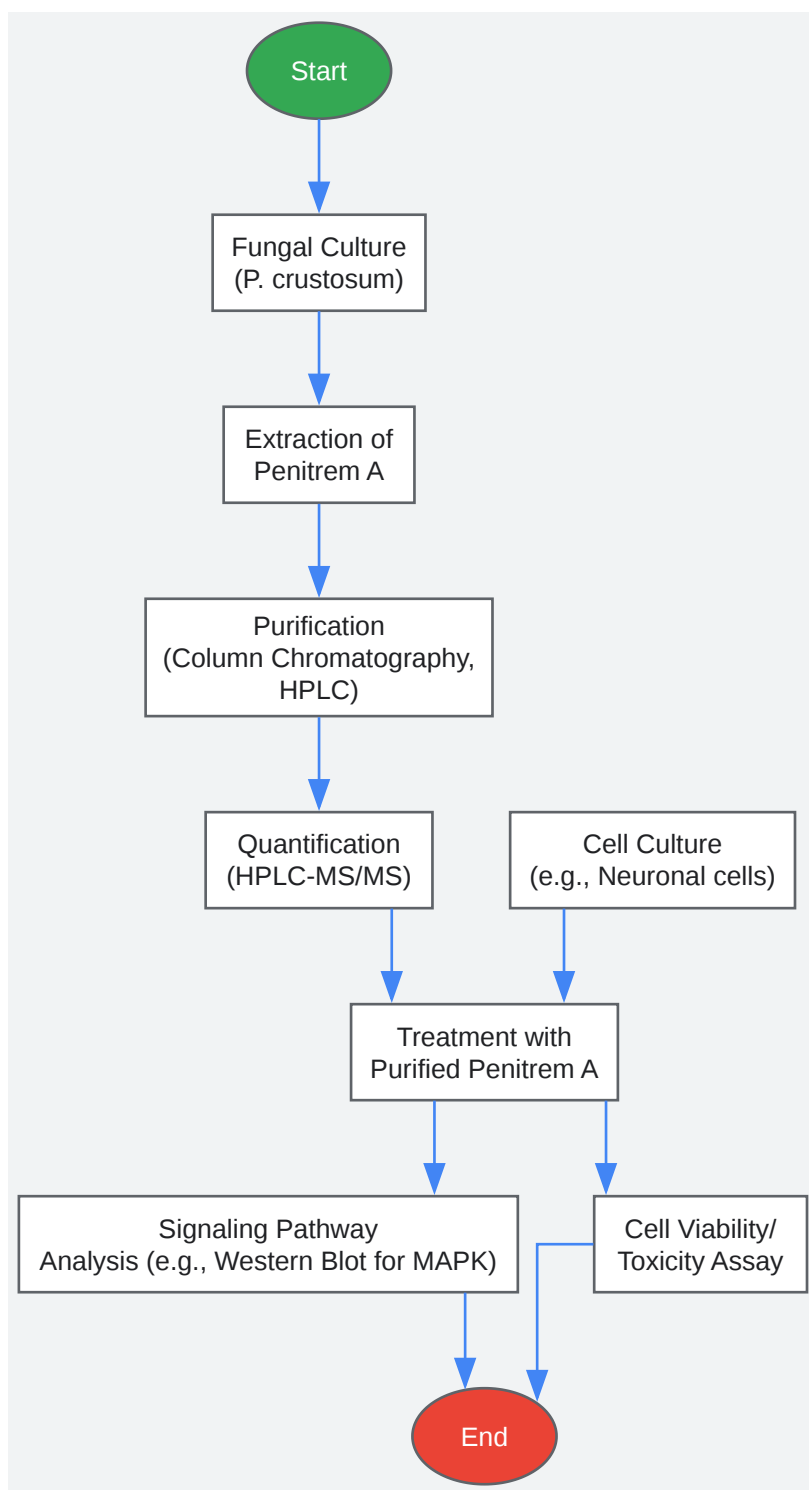 Start
Fungal Culture
(P. crustosum)
Extraction of
Penitrem A
Purification
(Column Chromatography,
HPLC)
Quantification
(HPLC-MS/MS)
Cell Culture
(e.g., Neuronal cells)
Treatment with
Purified Penitrem A
Signaling Pathway
Analysis (e.g., Western Blot for MAPK)
Cell Viability/
Toxicity Assay
End